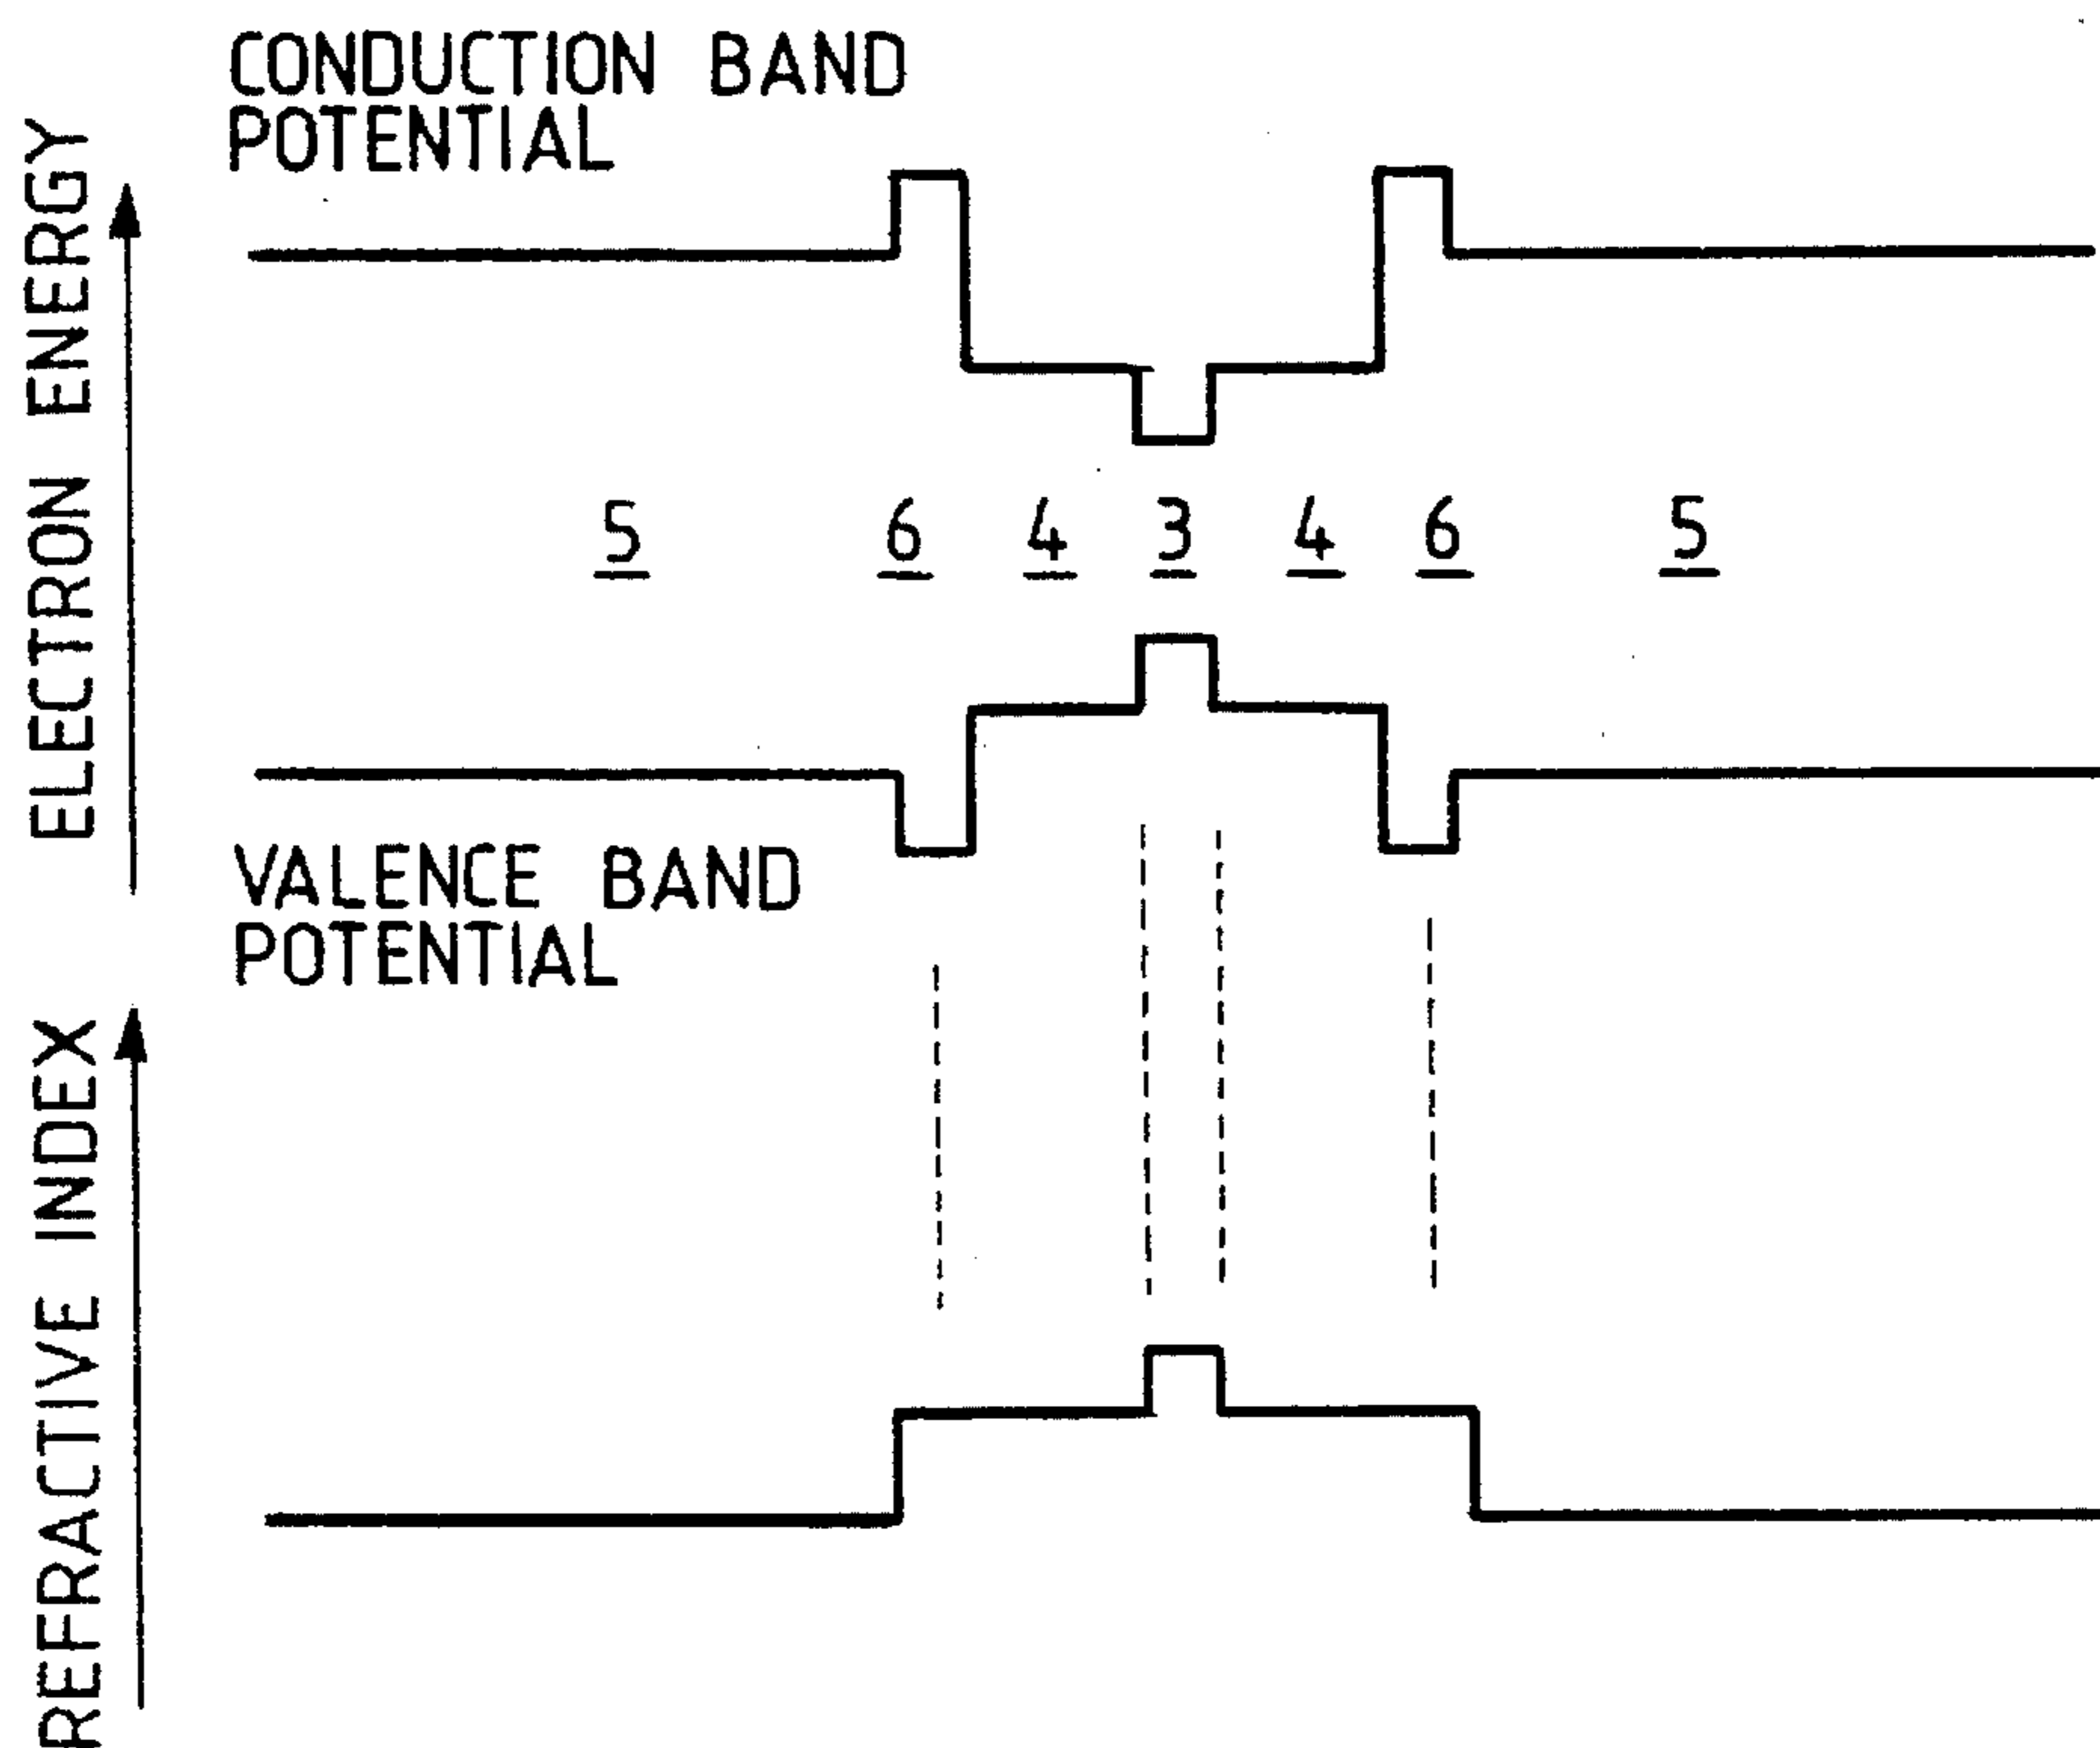 CONDUCTION BAND
POTENTIAL
ELECTRON ENERGY
5 6 4 3 4 6 5
VALENCE BAND
POTENTIAL
REFRACTIVE INDEX